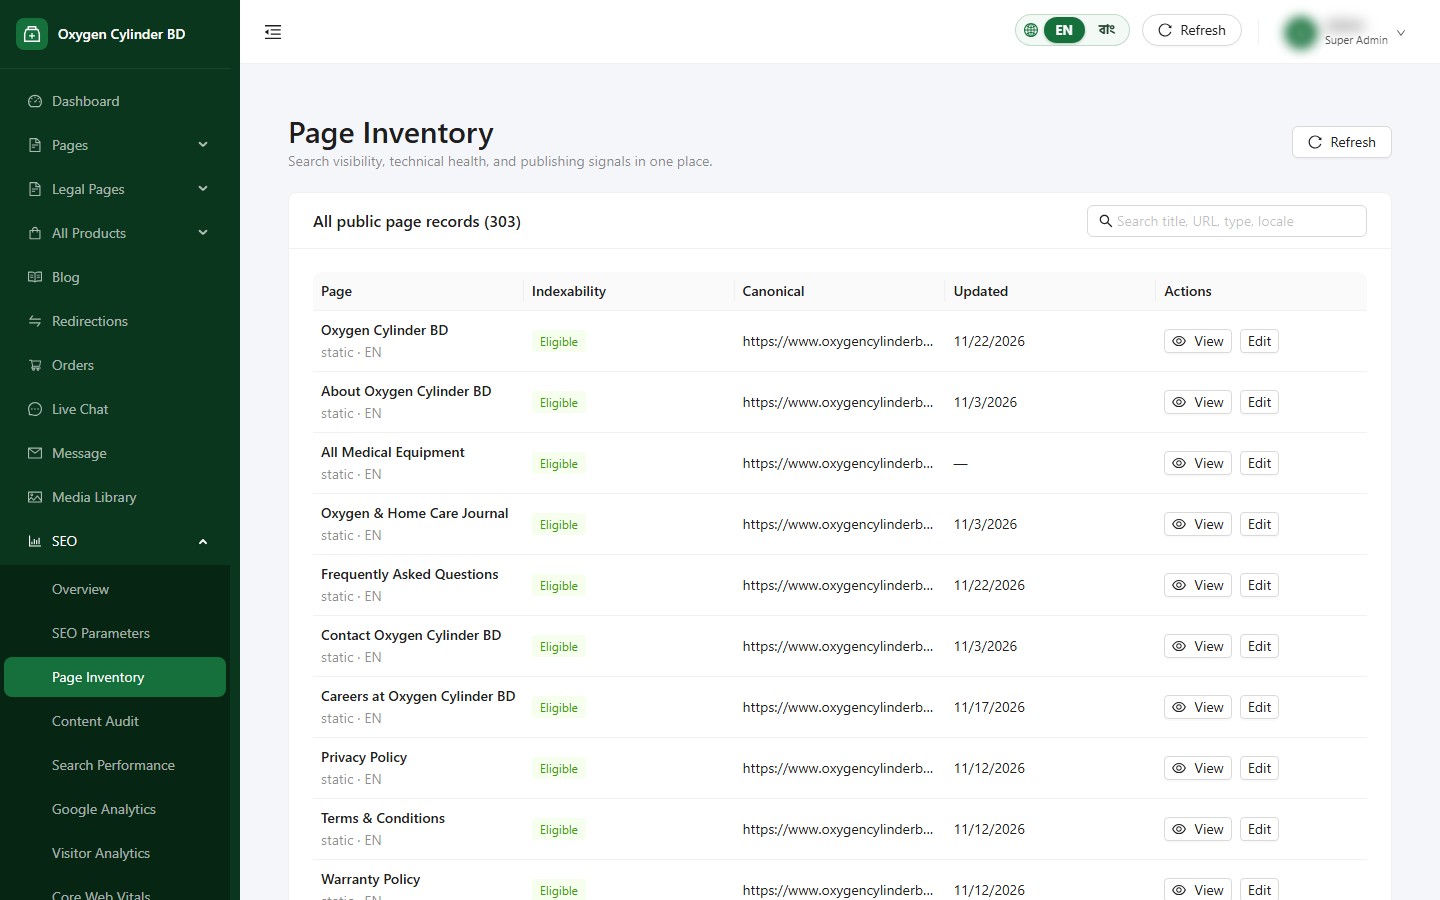 Oxygen Cylinder BD
EN
বাং
Refresh
Super Admin
Dashboard
Pages
Legal Pages
All Products
Blog
Redirections
Orders
Live Chat
Message
Media Library
SEO
Overview
SEO Parameters
Page Inventory
Content Audit
Search Performance
Google Analytics
Visitor Analytics
Core Web Vitals
Page Inventory
Search visibility, technical health, and publishing signals in one place.
Refresh
All public page records (303)
Search title, URL, type, locale
Page Indexability Canonical Updated Actions
Oxygen Cylinder BD
static · EN
Eligible https://www.oxygencylinderb... 11/22/2026 View Edit
About Oxygen Cylinder BD
static · EN
Eligible https://www.oxygencylinderb... 11/3/2026 View Edit
All Medical Equipment
static · EN
Eligible https://www.oxygencylinderb... — View Edit
Oxygen & Home Care Journal
static · EN
Eligible https://www.oxygencylinderb... 11/3/2026 View Edit
Frequently Asked Questions
static · EN
Eligible https://www.oxygencylinderb... 11/22/2026 View Edit
Contact Oxygen Cylinder BD
static · EN
Eligible https://www.oxygencylinderb... 11/3/2026 View Edit
Careers at Oxygen Cylinder BD
static · EN
Eligible https://www.oxygencylinderb... 11/17/2026 View Edit
Privacy Policy
static · EN
Eligible https://www.oxygencylinderb... 11/12/2026 View Edit
Terms & Conditions
static · EN
Eligible https://www.oxygencylinderb... 11/12/2026 View Edit
Warranty Policy
static · EN
Eligible https://www.oxygencylinderb... 11/12/2026 View Edit